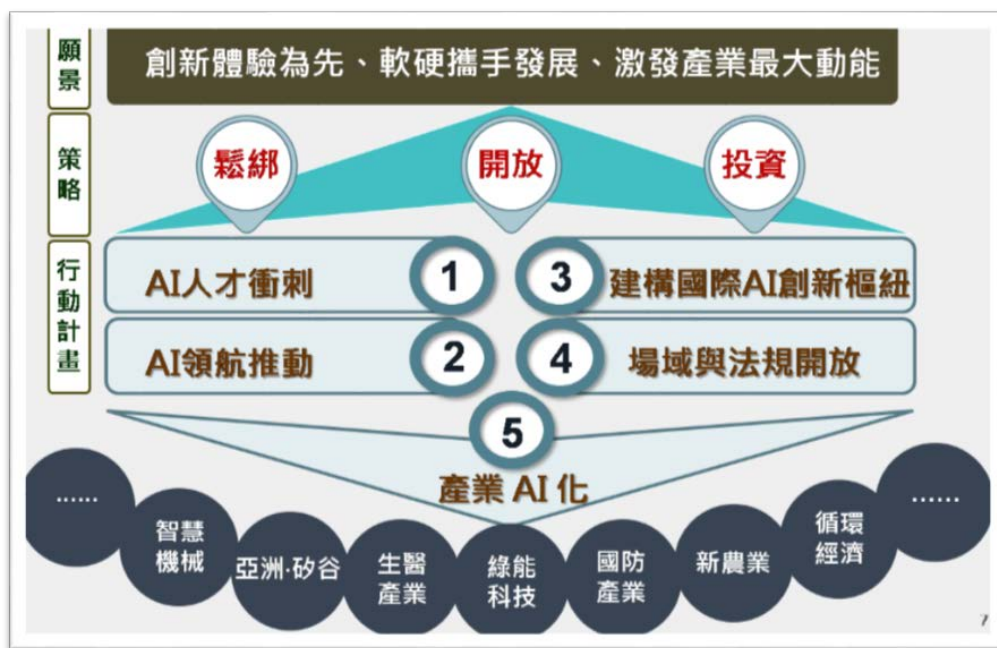 願景
創新體驗為先、軟硬攜手發展、激發產業最大動能
策略
鬆綁
開放
投資
行動計畫
AI人才衝刺
1
3
建構國際AI創新樞紐
AI領航推動
2
4
場域與法規開放
5
產業 AI 化
......
智慧
機械
亞洲·矽谷
生醫
產業
綠能
科技
國防
產業
新農業
循環
經濟
......
7